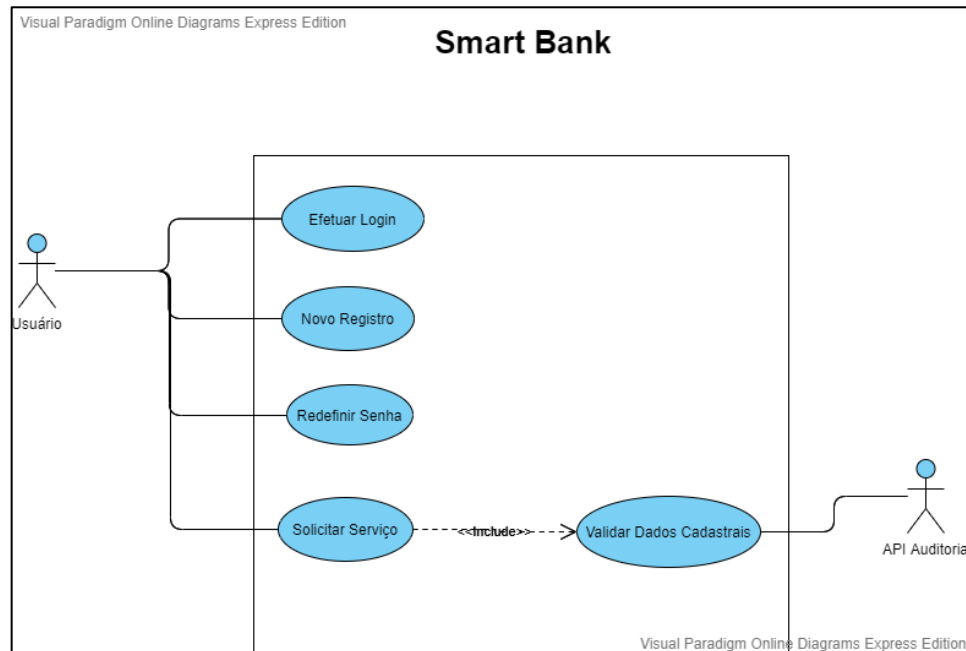 Visual Paradigm Online Diagrams Express Edition
Smart Bank
Efetuar Login
Usuário
Novo Registro
Redefinir Senha
Solicitar Serviço
<<Include>>
Validar Dados Cadastrais
API Auditoria
Visual Paradigm Online Diagrams Express Edition